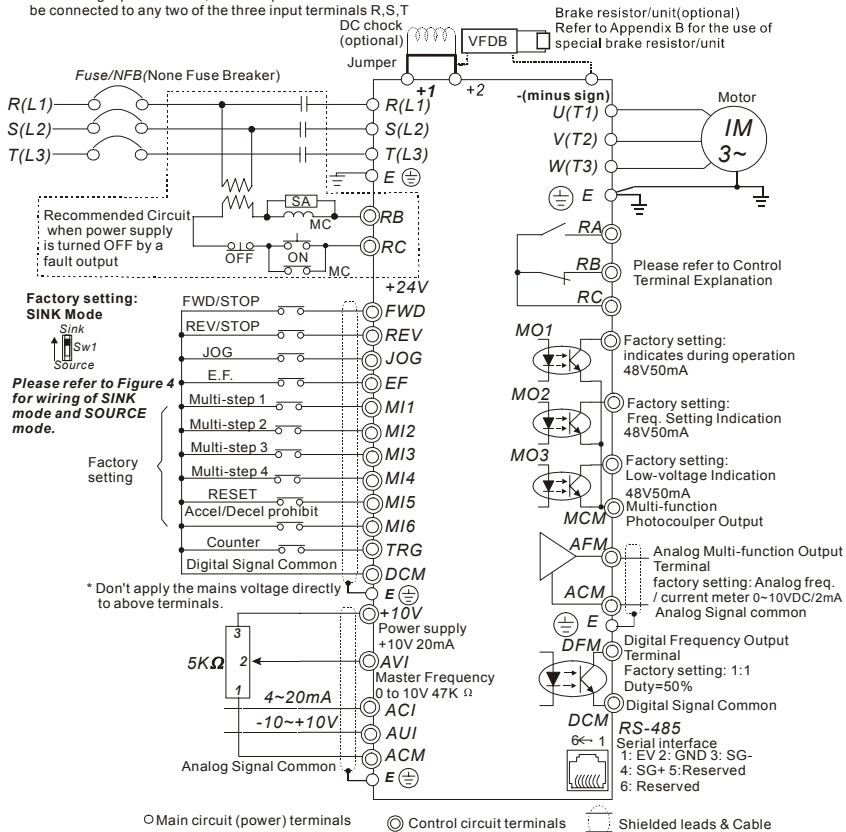 be connected to any two of the three input terminals R,S,T
DC chock
(optional)
Jumper
VFDB
Brake resistor/unit(optional)
Refer to Appendix B for the use of
special brake resistor/unit
+1
+2
-(minus sign)
Fuse/NFB(None Fuse Breaker)
R(L1)
S(L2)
T(L3)
R(L1)
S(L2)
T(L3)
E
U(T1)
V(T2)
W(T3)
E
Motor
IM
3~
Recommended Circuit
when power supply
is turned OFF by a
fault output
SA
MC
OFF
ON
MC
RB
RC
RA
RB
RC
Please refer to Control
Terminal Explanation
+24V
Factory setting:
SINK Mode
Sink
Sw1
Source
Please refer to Figure 4
for wiring of SINK
mode and SOURCE
mode.
Factory
setting
FWD/STOP
FWD
REV/STOP
REV
JOG
JOG
E.F.
EF
Multi-step 1
MI1
Multi-step 2
MI2
Multi-step 3
MI3
Multi-step 4
MI4
RESET
MI5
Accel/Decel prohibit
MI6
Counter
TRG
Digital Signal Common
DCM
E
* Don't apply the mains voltage directly
to above terminals.
MO1
Factory setting:
indicates during operation
48V50mA
MO2
Factory setting:
Freq. Setting Indication
48V50mA
MO3
Factory setting:
Low-voltage Indication
48V50mA
MCM
Multi-function
Photocoulper Output
AFM
Analog Multi-function Output
Terminal
factory setting: Analog freq.
/ current meter 0~10VDC/2mA
ACM
Analog Signal common
E
DFM
Digital Frequency Output
Terminal
Factory setting: 1:1
Duty=50%
DCM
Digital Signal Common
+10V
Power supply
+10V 20mA
3
5KΩ
2
1
AVI
Master Frequency
0 to 10V 47K Ω
4~20mA
ACI
-10~+10V
AUI
ACM
Analog Signal Common
E
RS-485
Serial interface
6← 1
1: EV 2: GND 3: SG-
4: SG+ 5:Reserved
6: Reserved
Main circuit (power) terminals
Control circuit terminals
Shielded leads & Cable